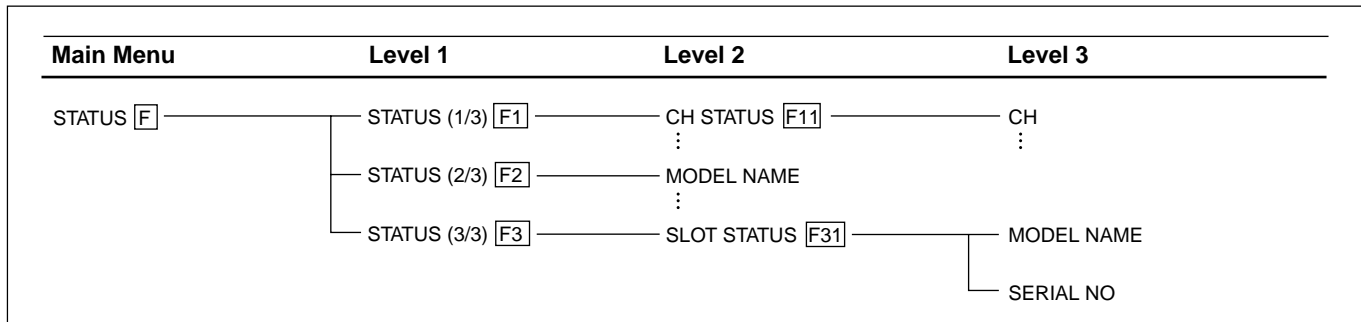 Main Menu Level 1 Level 2 Level 3
STATUS F STATUS (1/3) F1 CH STATUS F11 CH
STATUS (2/3) F2 MODEL NAME
STATUS (3/3) F3 SLOT STATUS F31 MODEL NAME
SERIAL NO